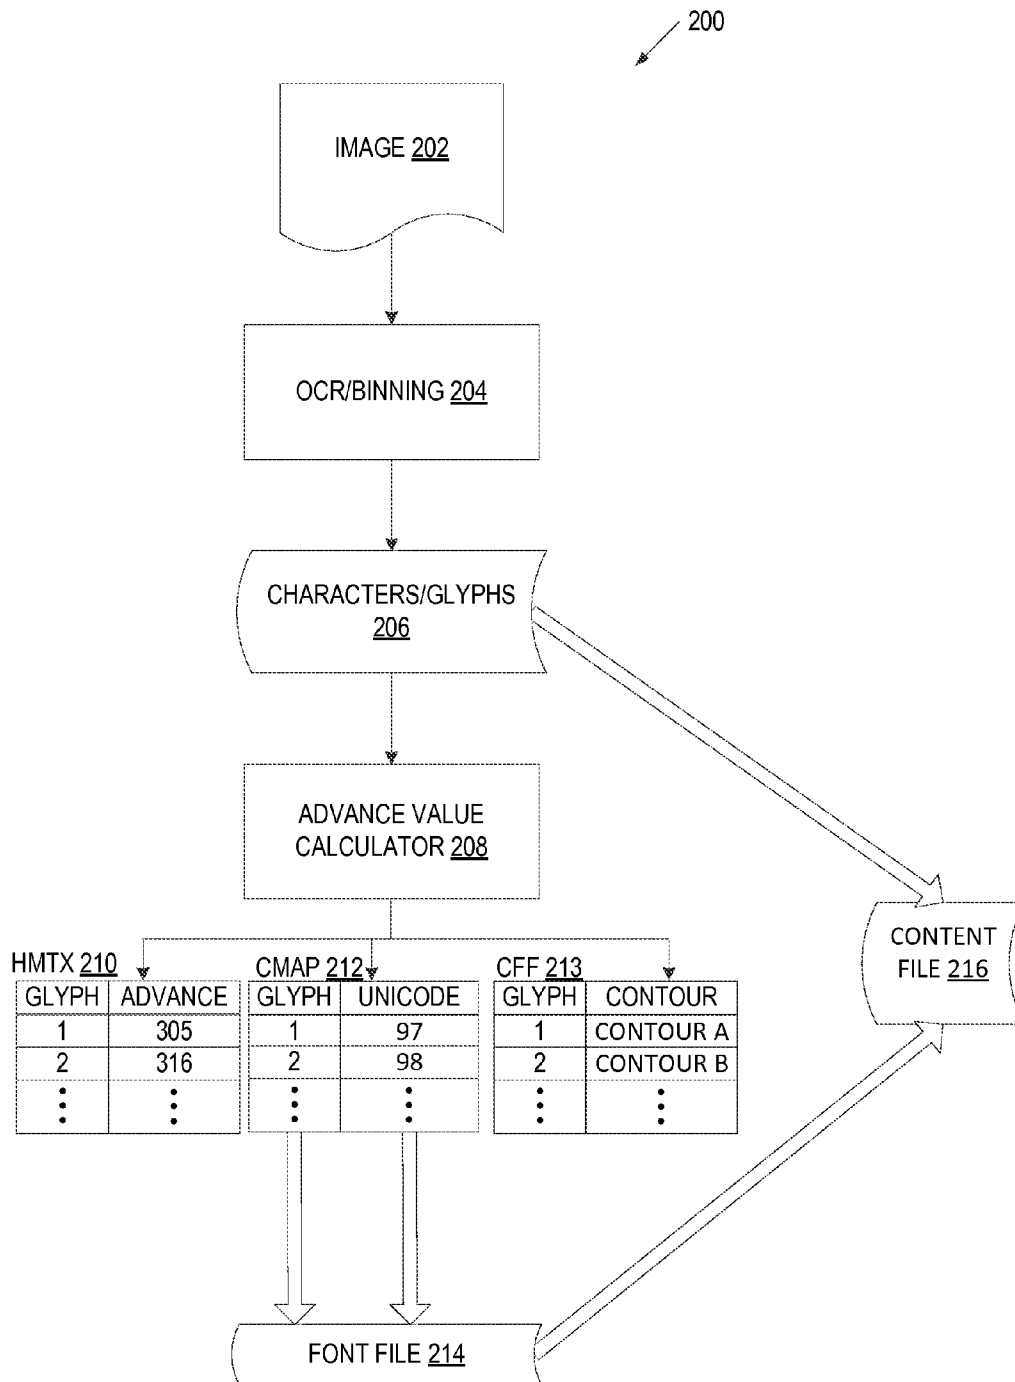 200
IMAGE 202
OCR/BINNING 204
CHARACTERS/GLYPHS
206
ADVANCE VALUE
CALCULATOR 208
CONTENT
FILE 216
HMTX 210
GLYPH ADVANCE
1 305
2 316
CMAP 212
GLYPH UNICODE
1 97
2 98
CFF 213
GLYPH CONTOUR
1 CONTOUR A
2 CONTOUR B
FONT FILE 214